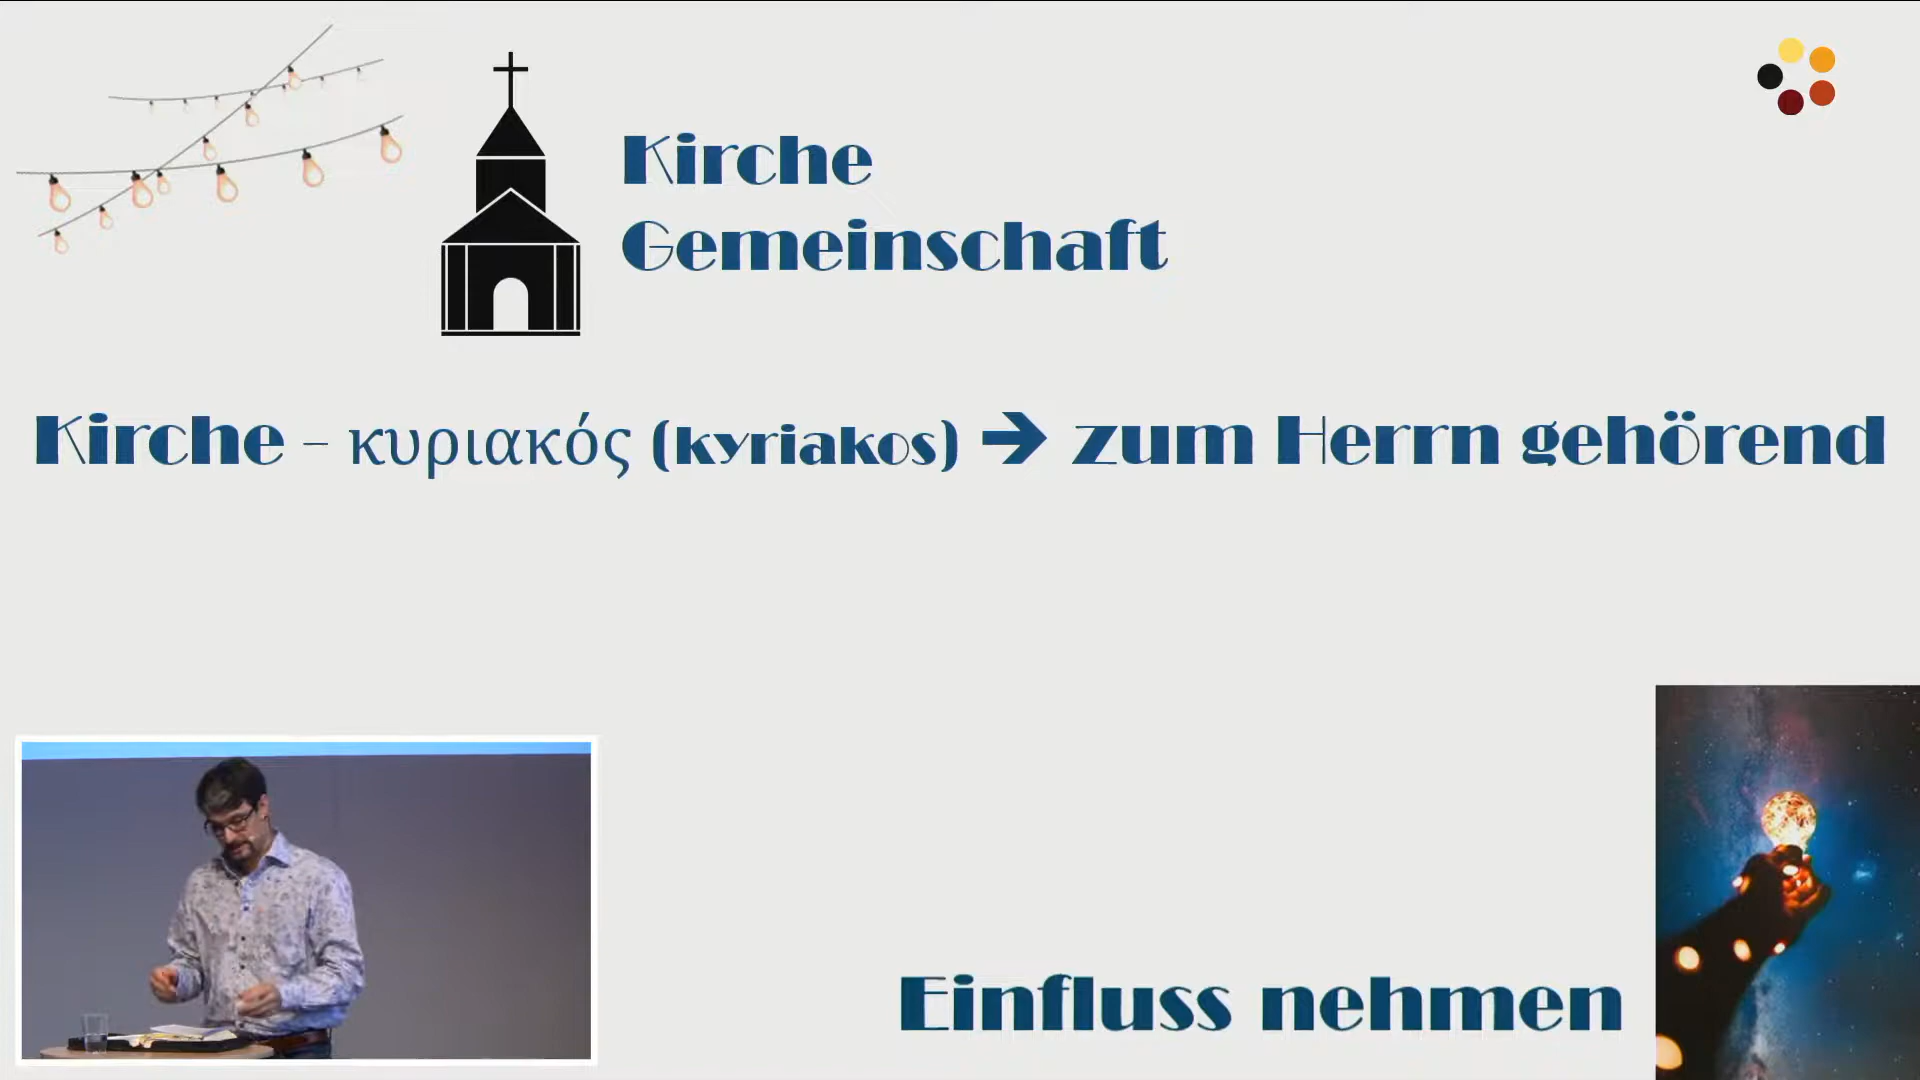 Kirche
Gemeinschaft
Kirche – κυριακός (kyriakos) ➔ zum Herrn gehörend
Einfluss nehmen